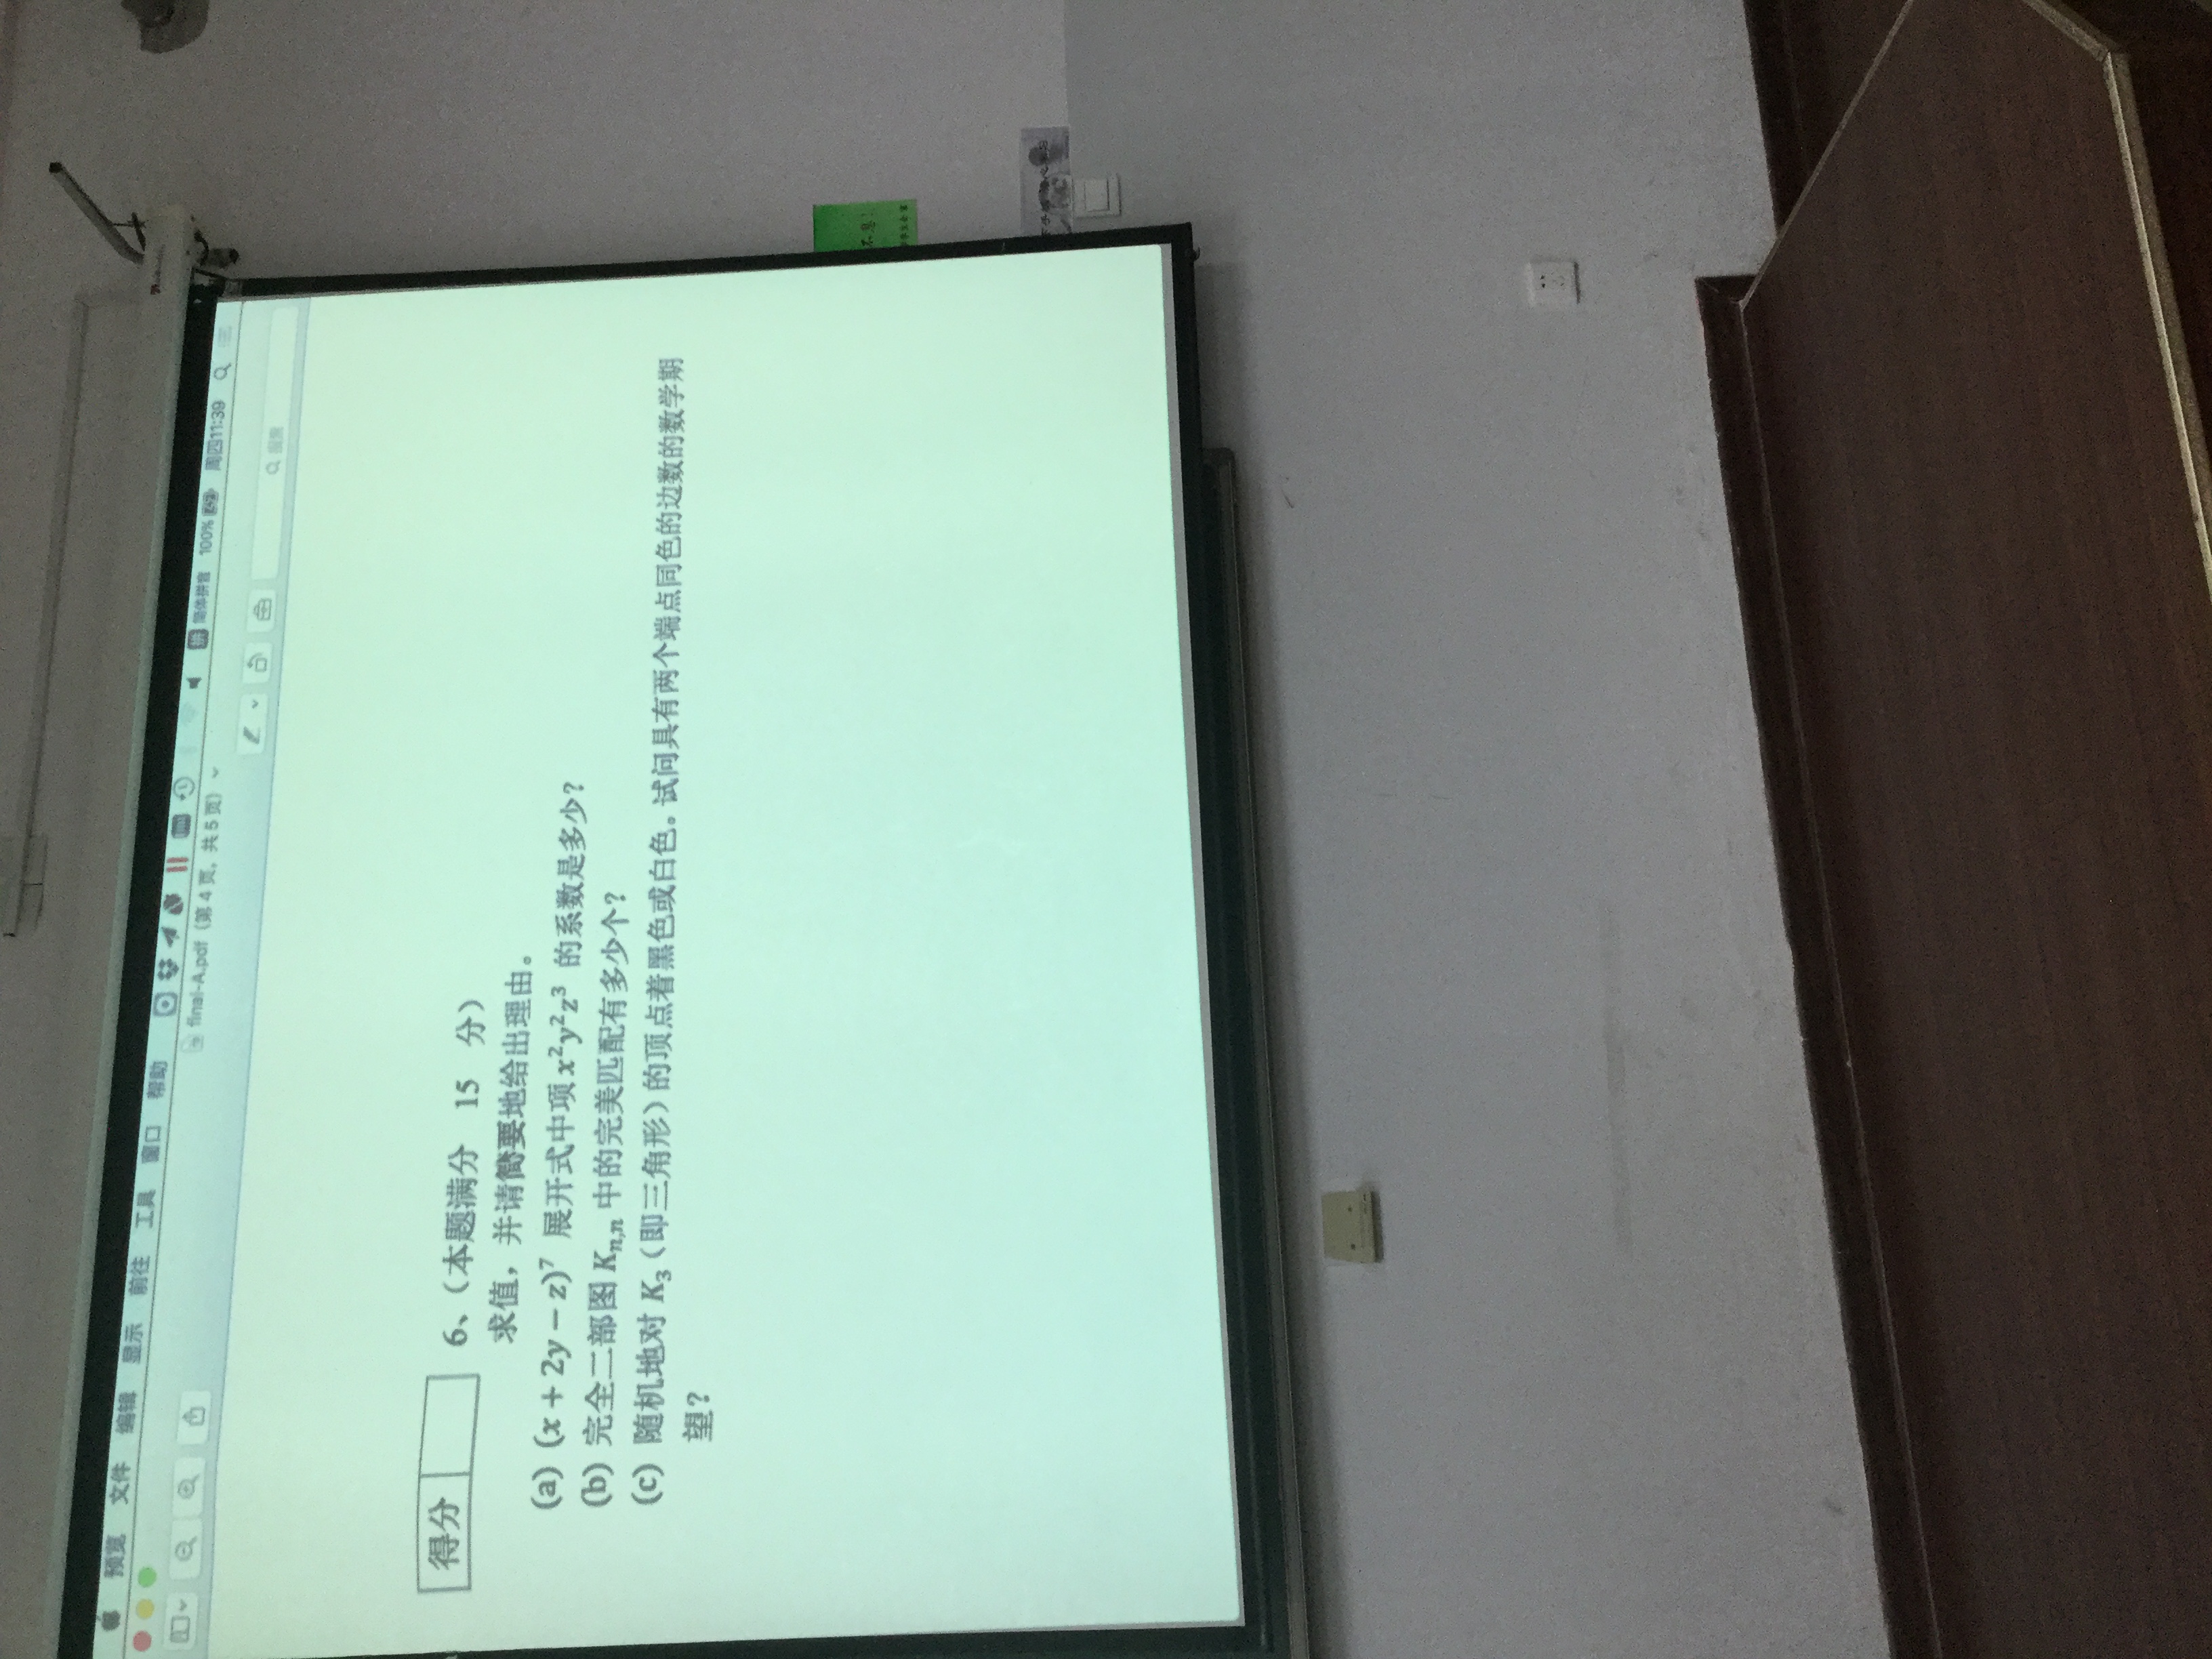 预览 文件 编辑 显示 前往 工具 窗口 帮助
简体拼音 100% 周四11:39
final-A.pdf（第 4 页，共 5 页）
搜索
得分
6、（本题满分 15 分）
求值，并请简要地给出理由。
(a) (x + 2y − z)⁷ 展开式中项 x²y²z³ 的系数是多少？
(b) 完全二部图 Kₙ,ₙ 中的完美匹配有多少个？
(c) 随机地对 K₃（即三角形）的顶点着黑色或白色。试问具有两个端点同色的边数的数学期
望？